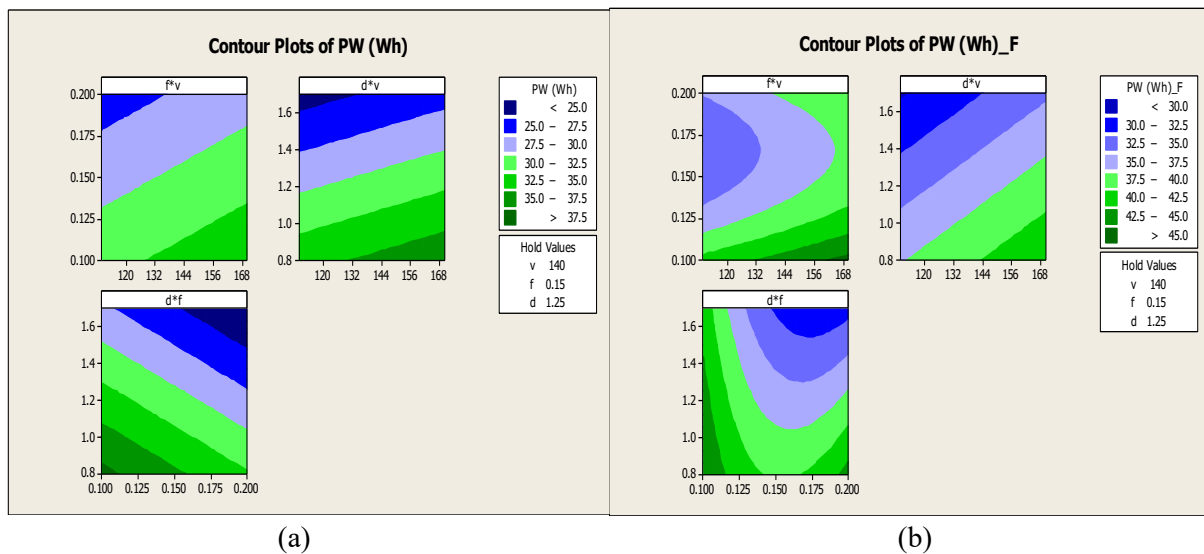 Contour Plots of PW (Wh)
f*v
0.200
0.175
0.150
0.125
0.100
120 128 144 156 168
d*v
1.6
1.4
1.2
1.0
0.8
120 128 144 156 168
PW (Wh)
< 25.0
25.0 – 27.5
27.5 – 30.0
30.0 – 32.5
32.5 – 35.0
35.0 – 37.5
> 37.5
Hold Values
v 140
f 0.15
d 1.25
d*f
1.6
1.4
1.2
1.0
0.8
0.100 0.125 0.150 0.175 0.200
(a)
Contour Plots of PW (Wh)_F
f*v
0.200
0.175
0.150
0.125
0.100
120 128 144 156 168
d*v
1.6
1.4
1.2
1.0
0.8
120 128 144 156 168
PW (Wh)_F
< 30.0
30.0 – 32.5
32.5 – 35.0
35.0 – 37.5
37.5 – 40.0
40.0 – 42.5
42.5 – 45.0
> 45.0
Hold Values
v 140
f 0.15
d 1.25
d*f
1.6
1.4
1.2
1.0
0.8
0.100 0.125 0.150 0.175 0.200
(b)